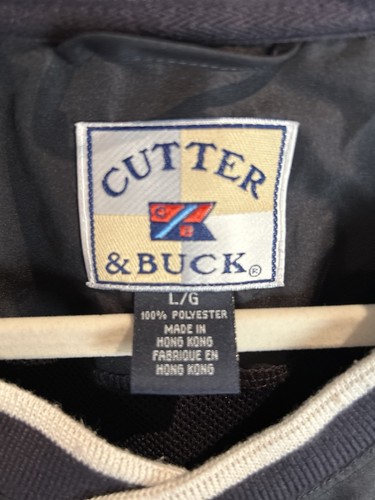 CUTTER
& BUCK®
L/G
100% POLYESTER
MADE IN
HONG KONG
FABRIQUE EN
HONG KONG